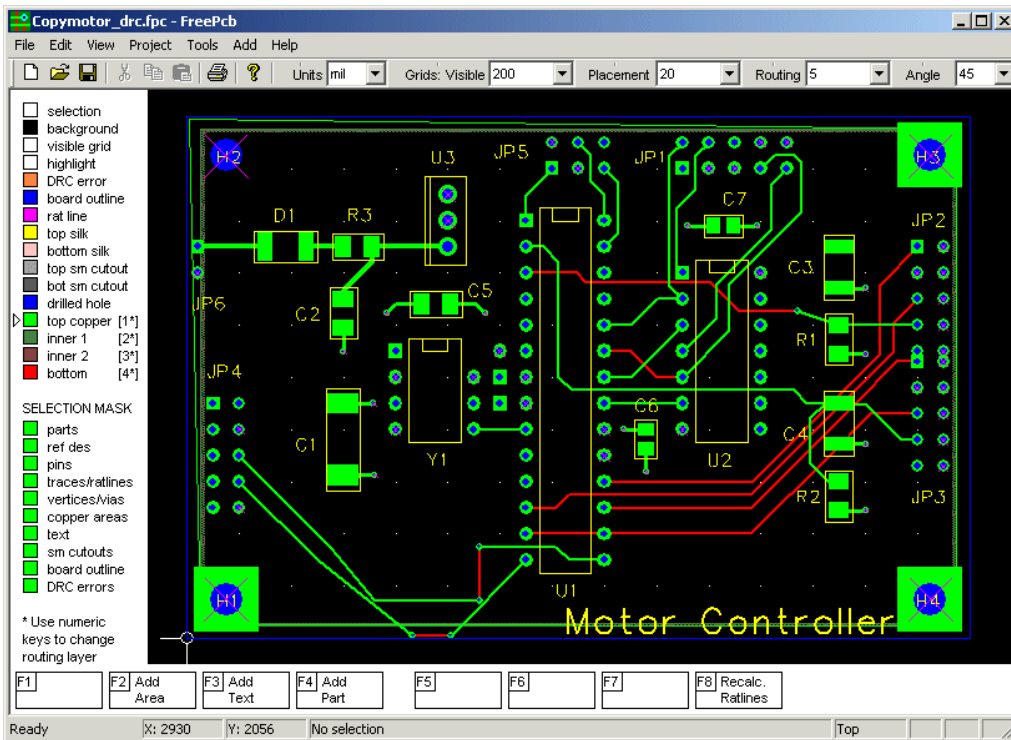 Copymotor_drc.fpc - FreePcb
File Edit View Project Tools Add Help
Units mil Grids: Visible 200 Placement 20 Routing 5 Angle 45
selection
background
visible grid
highlight
DRC error
board outline
rat line
top silk
bottom silk
top sm cutout
bot sm cutout
drilled hole
top copper [1*]
inner 1 [2*]
inner 2 [3*]
bottom [4*]
SELECTION MASK
parts
ref des
pins
traces/ratlines
vertices/vias
copper areas
text
sm cutouts
board outline
DRC errors
* Use numeric
keys to change
routing layer
H2 U3 JP5 JP1 H3
C7
D1 R3 JP2
C3
JP6 C2 C5
R1
JP4
C6
C1 Y1 U2 C4
R2 JP3
H1 U1 H4
Motor Controller
F1 F2 Add Area F3 Add Text F4 Add Part F5 F6 F7 F8 Recalc. Ratlines
Ready X: 2930 Y: 2056 No selection Top